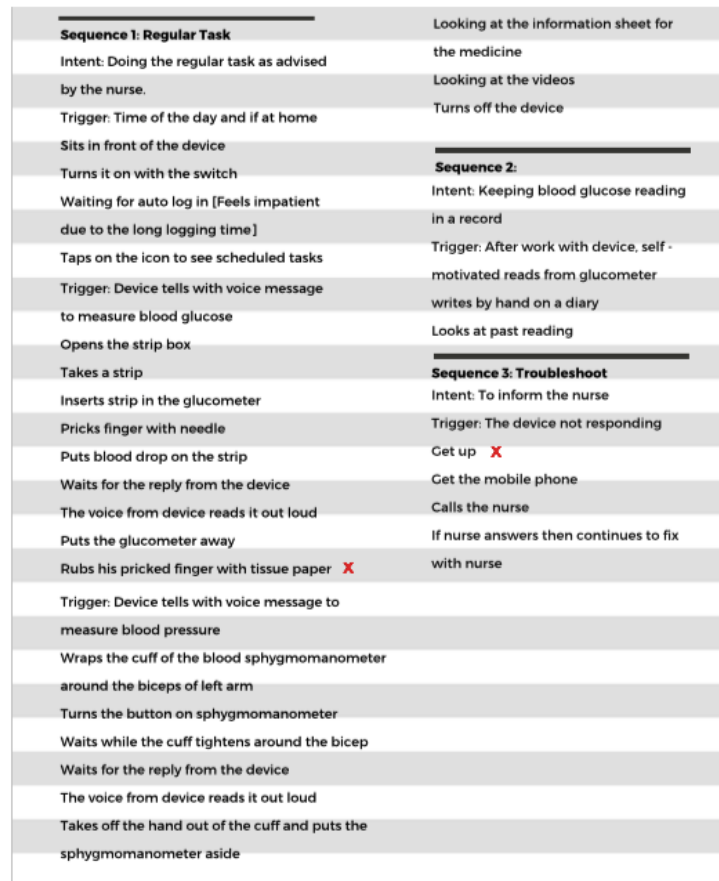 Sequence 1: Regular Task
Intent: Doing the regular task as advised
by the nurse.
Trigger: Time of the day and if at home
Sits in front of the device
Turns it on with the switch
Waiting for auto log in [Feels impatient
due to the long logging time]
Taps on the icon to see scheduled tasks
Trigger: Device tells with voice message
to measure blood glucose
Opens the strip box
Takes a strip
Inserts strip in the glucometer
Pricks finger with needle
Puts blood drop on the strip
Waits for the reply from the device
The voice from device reads it out loud
Puts the glucometer away
Rubs his pricked finger with tissue paper X
Trigger: Device tells with voice message to
measure blood pressure
Wraps the cuff of the blood sphygmomanometer
around the biceps of left arm
Turns the button on sphygmomanometer
Waits while the cuff tightens around the bicep
Waits for the reply from the device
The voice from device reads it out loud
Takes off the hand out of the cuff and puts the
sphygmomanometer aside
Looking at the information sheet for
the medicine
Looking at the videos
Turns off the device
Sequence 2:
Intent: Keeping blood glucose reading
in a record
Trigger: After work with device, self -
motivated reads from glucometer
writes by hand on a diary
Looks at past reading
Sequence 3: Troubleshoot
Intent: To inform the nurse
Trigger: The device not responding
Get up X
Get the mobile phone
Calls the nurse
If nurse answers then continues to fix
with nurse